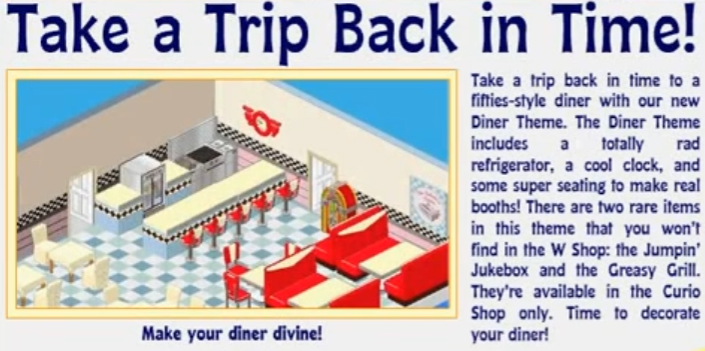 Take a Trip Back in Time!
Take a trip back in time to a
fifties-style diner with our new
Diner Theme. The Diner Theme
includes a totally rad
refrigerator, a cool clock, and
some super seating to make real
booths! There are two rare items
in this theme that you won't
find in the W Shop: the Jumpin'
Jukebox and the Greasy Grill.
They're available in the Curio
Shop only. Time to decorate
your diner!
Make your diner divine!